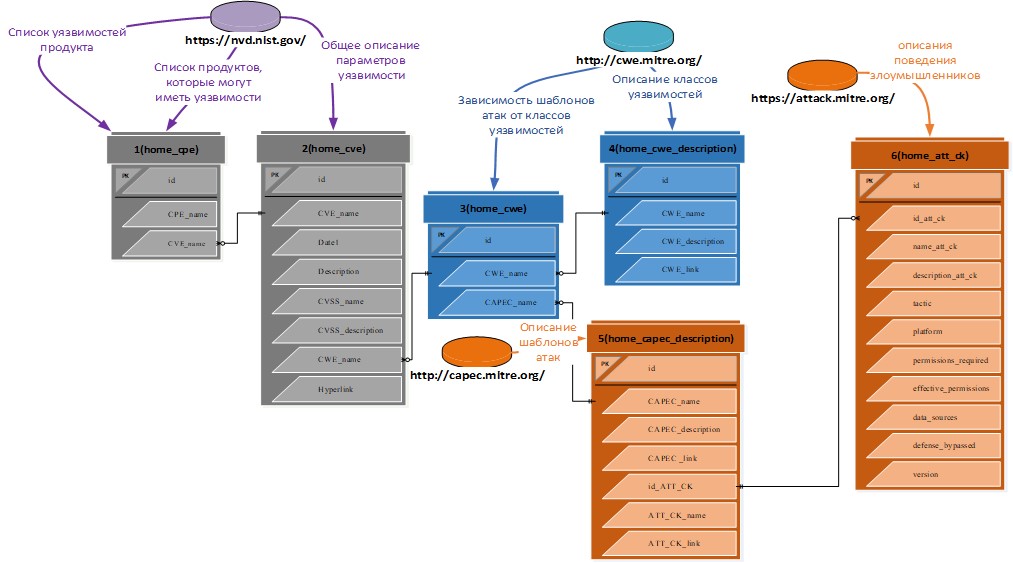 Список уязвимостей
продукта
https://nvd.nist.gov/
Список продуктов,
которые могут
иметь уязвимости
Общее описание
параметров
уязвимости
http://cwe.mitre.org/
Зависимость шаблонов
атак от классов
уязвимостей
Описание классов
уязвимостей
описания
поведения
злоумышленников
https://attack.mitre.org/
1(home_cpe)
PK
id
CPE_name
CVE_name
2(home_cve)
PK
id
CVE_name
Date1
Description
CVSS_name
CVSS_description
CWE_name
Hyperlink
3(home_cwe)
PK
id
CWE_name
CAPEC_name
4(home_cwe_description)
PK
id
CWE_name
CWE_description
CWE_link
Описание
шаблонов
атак
http://capec.mitre.org/
5(home_capec_description)
PK
id
CAPEC_name
CAPEC_description
CAPEC _link
id_ATT_CK
ATT_CK_name
ATT_CK_link
6(home_att_ck)
PK
id
id_att_ck
name_att_ck
description_att_ck
tactic
platform
permissions_required
effective_permissions
data_sources
defense_bypassed
version